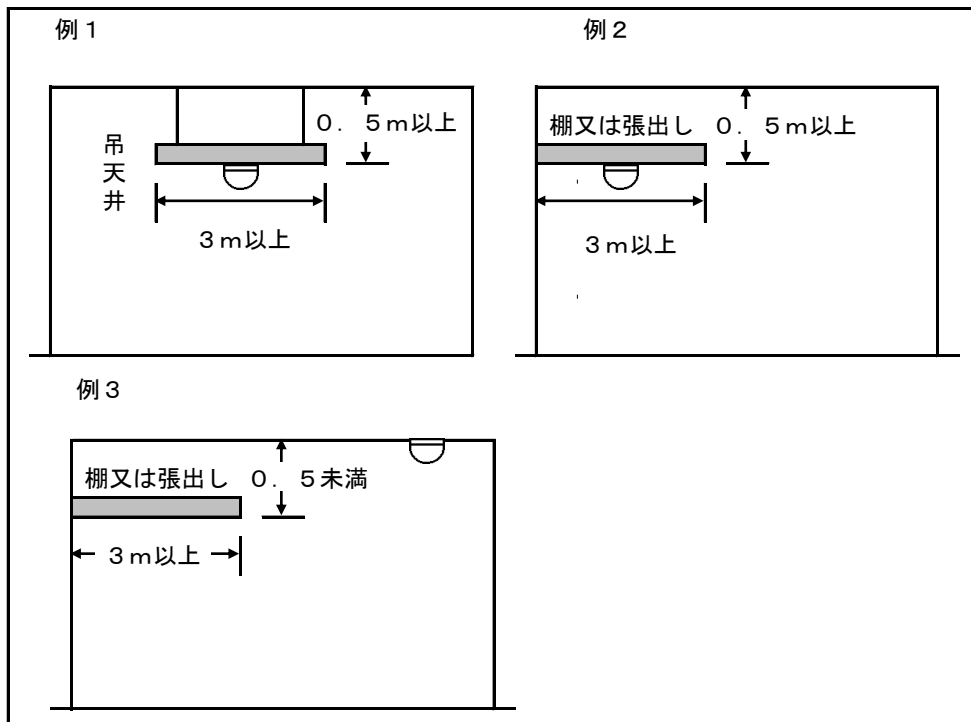 例１
吊天井
０．５ｍ以上
３ｍ以上
例２
棚又は張出し ０．５ｍ以上
３ｍ以上
例３
棚又は張出し ０．５未満
３ｍ以上